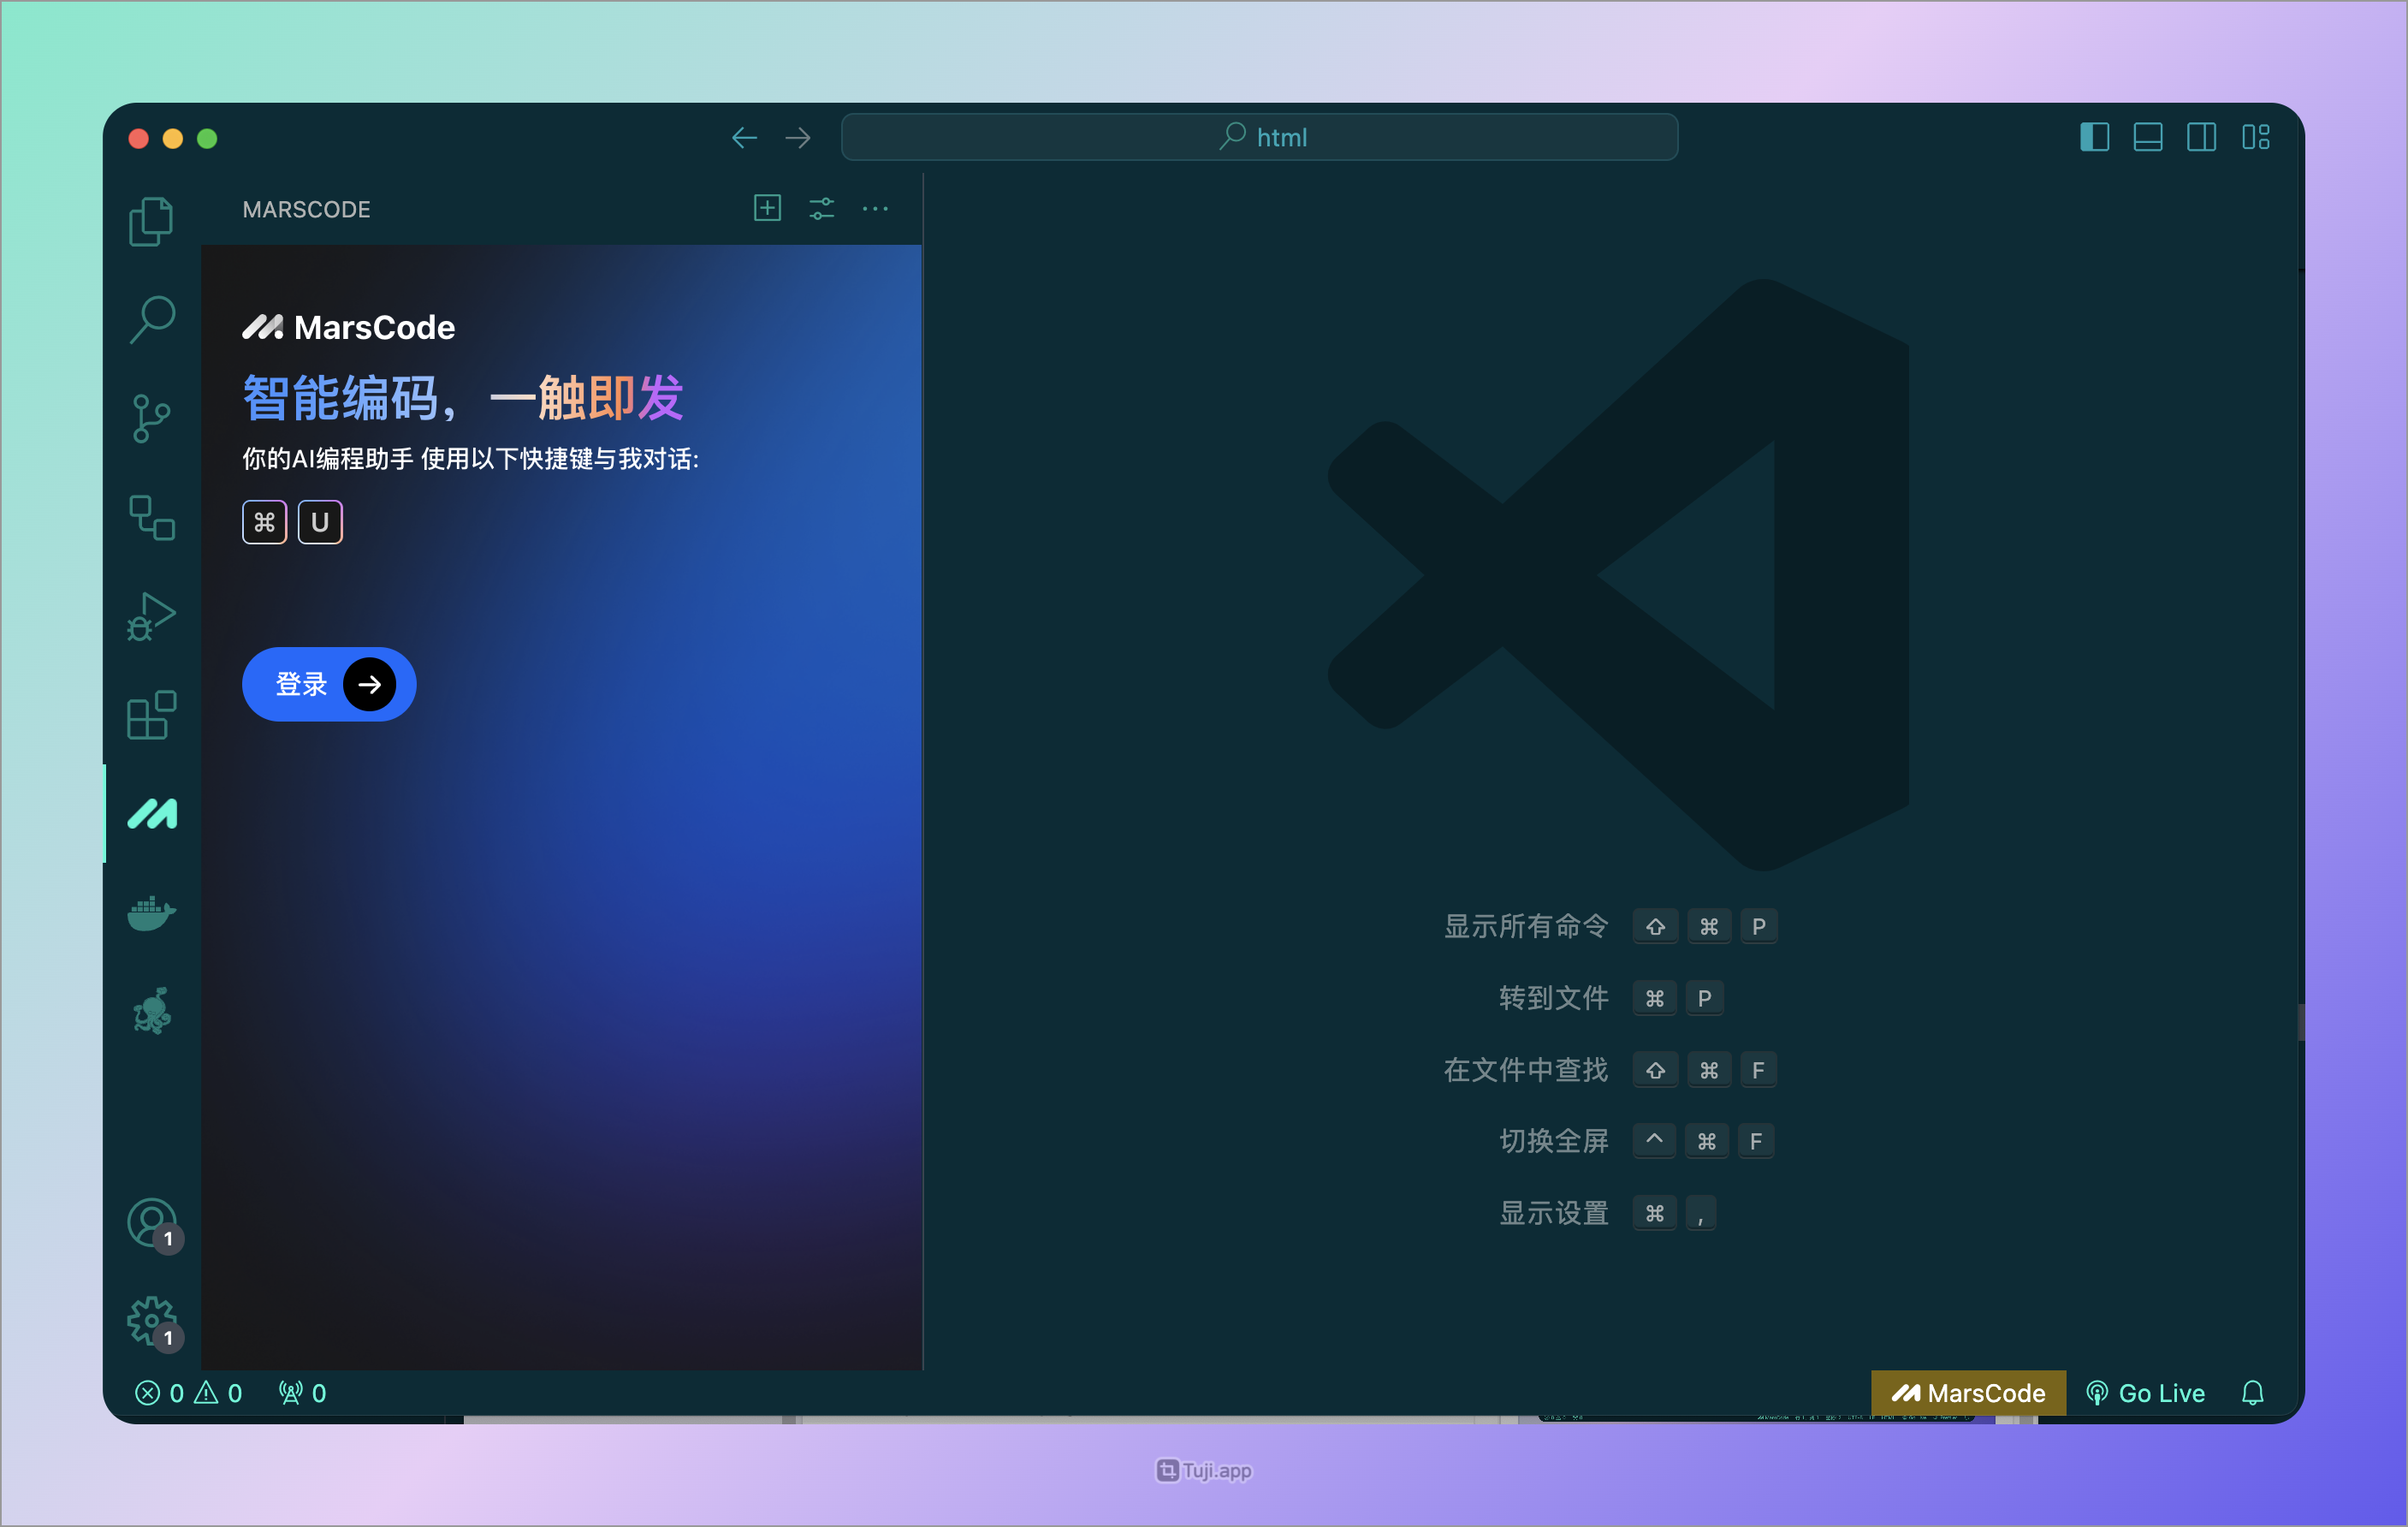 html
MARSCODE
MarsCode
智能编码，一触即发
你的AI编程助手 使用以下快捷键与我对话:
⌘ U
登录
显示所有命令 ⇧ ⌘ P
转到文件 ⌘ P
在文件中查找 ⇧ ⌘ F
切换全屏 ^ ⌘ F
显示设置 ⌘ ,
1
1
0 0 0
MarsCode Go Live
Tuji.app